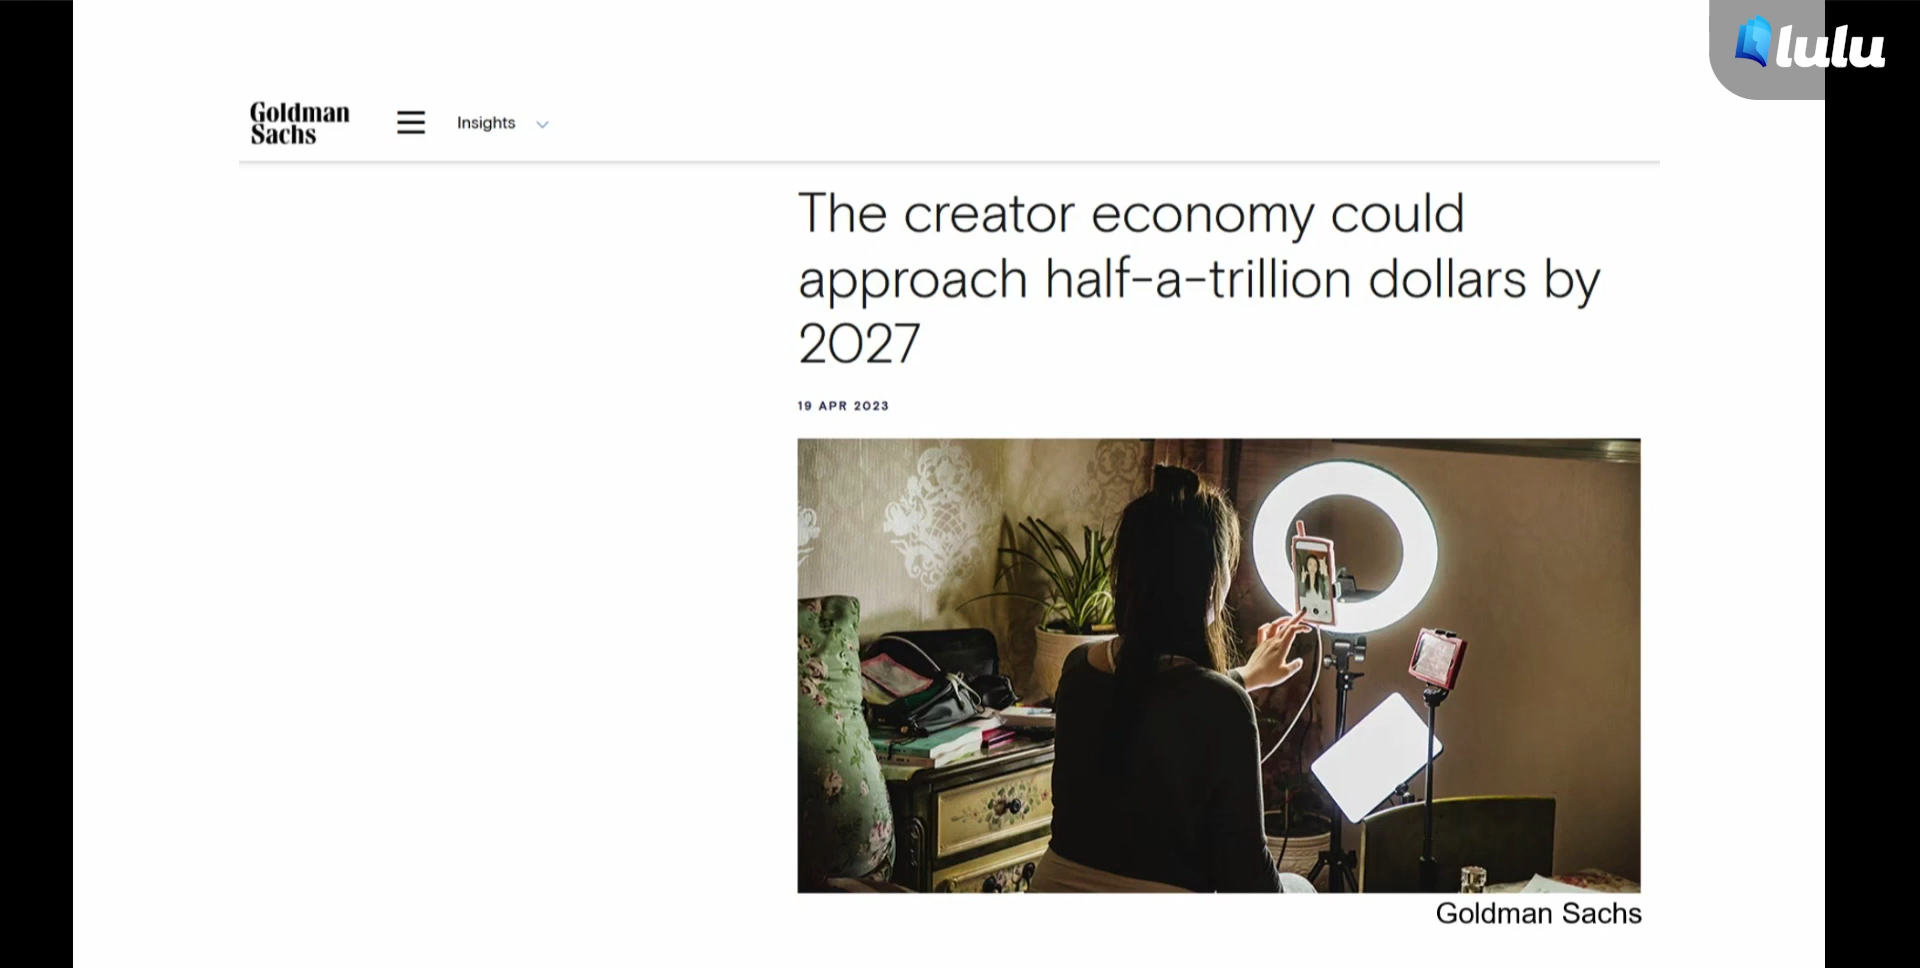 lulu
Goldman
Sachs
Insights
The creator economy could
approach half-a-trillion dollars by
2027
19 APR 2023
Goldman Sachs